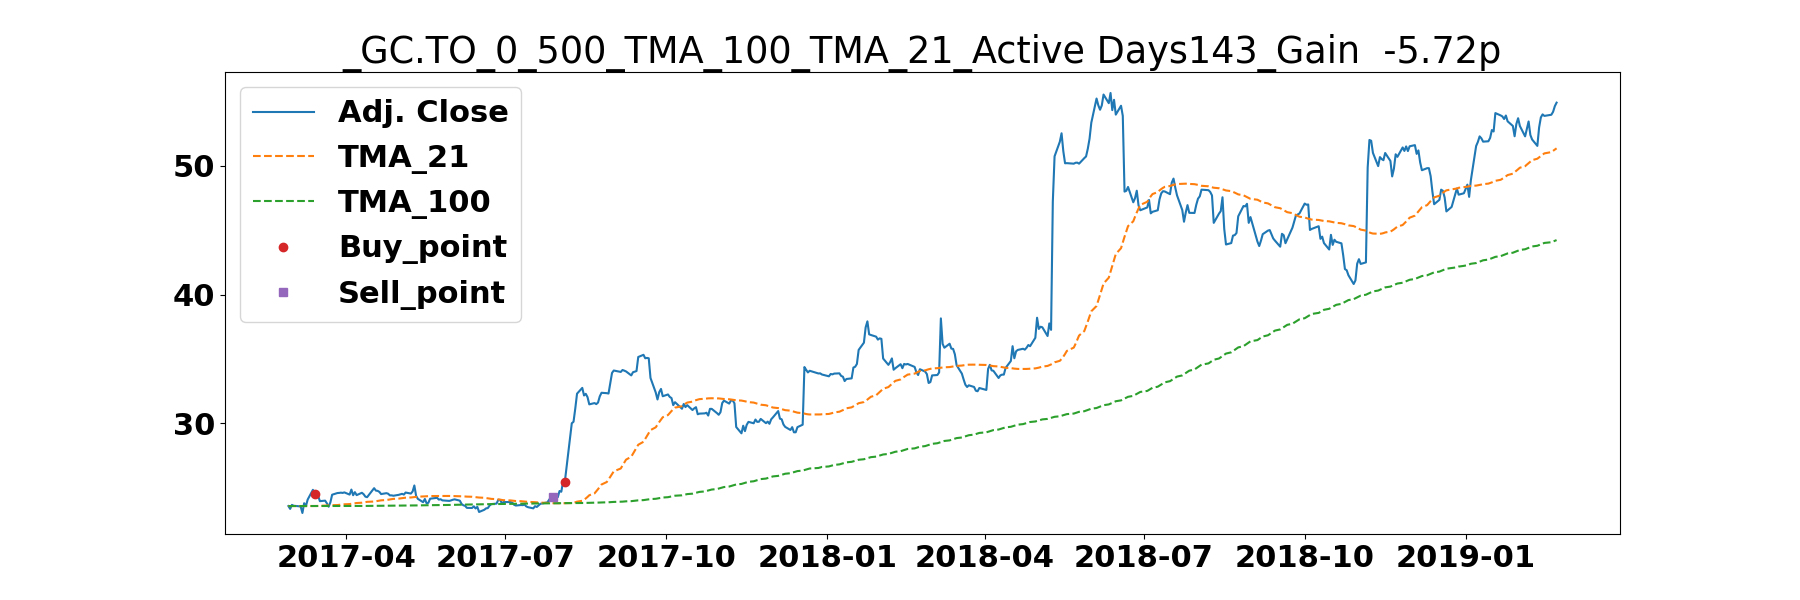 _GC.TO_0_500_TMA_100_TMA_21_Active Days143_Gain  -5.72p
Adj. Close
TMA_21
TMA_100
Buy_point
Sell_point
50
40
30
2017-04 2017-07 2017-10 2018-01 2018-04 2018-07 2018-10 2019-01